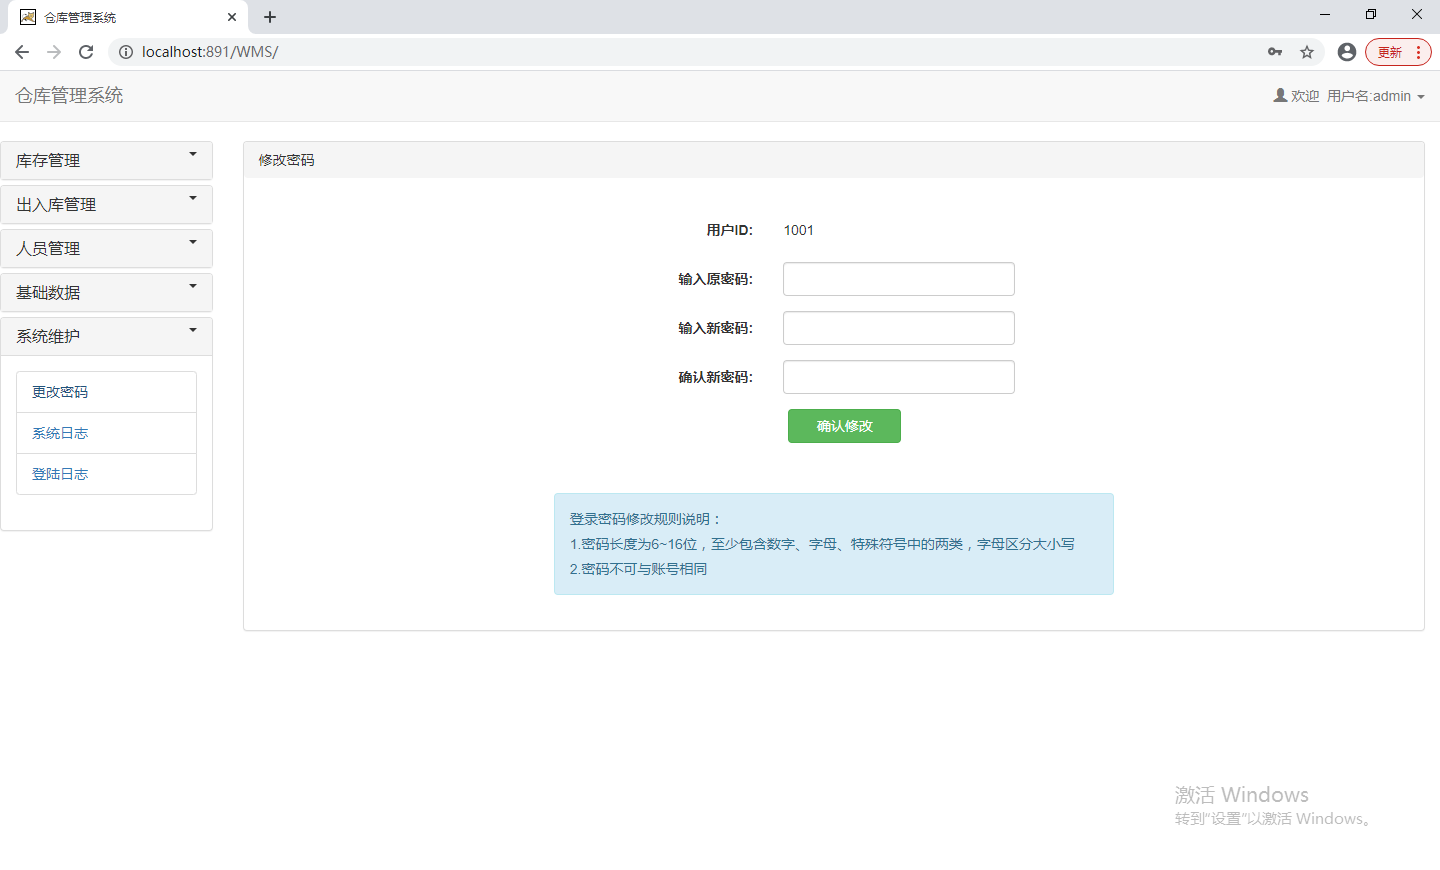 仓库管理系统
localhost:891/WMS/
更新
仓库管理系统
欢迎 用户名:admin
库存管理
出入库管理
人员管理
基础数据
系统维护
更改密码
系统日志
登陆日志
修改密码
用户ID: 1001
输入原密码:
输入新密码:
确认新密码:
确认修改
登录密码修改规则说明：
1.密码长度为6~16位，至少包含数字、字母、特殊符号中的两类，字母区分大小写
2.密码不可与账号相同
激活 Windows
转到"设置"以激活 Windows。